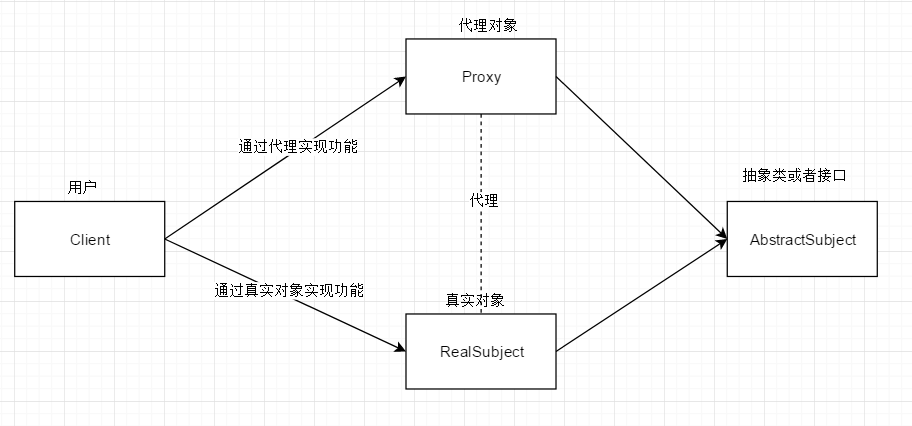 代理对象
Proxy
通过代理实现功能
用户
Client
代理
抽象类或者接口
AbstractSubject
通过真实对象实现功能
真实对象
RealSubject